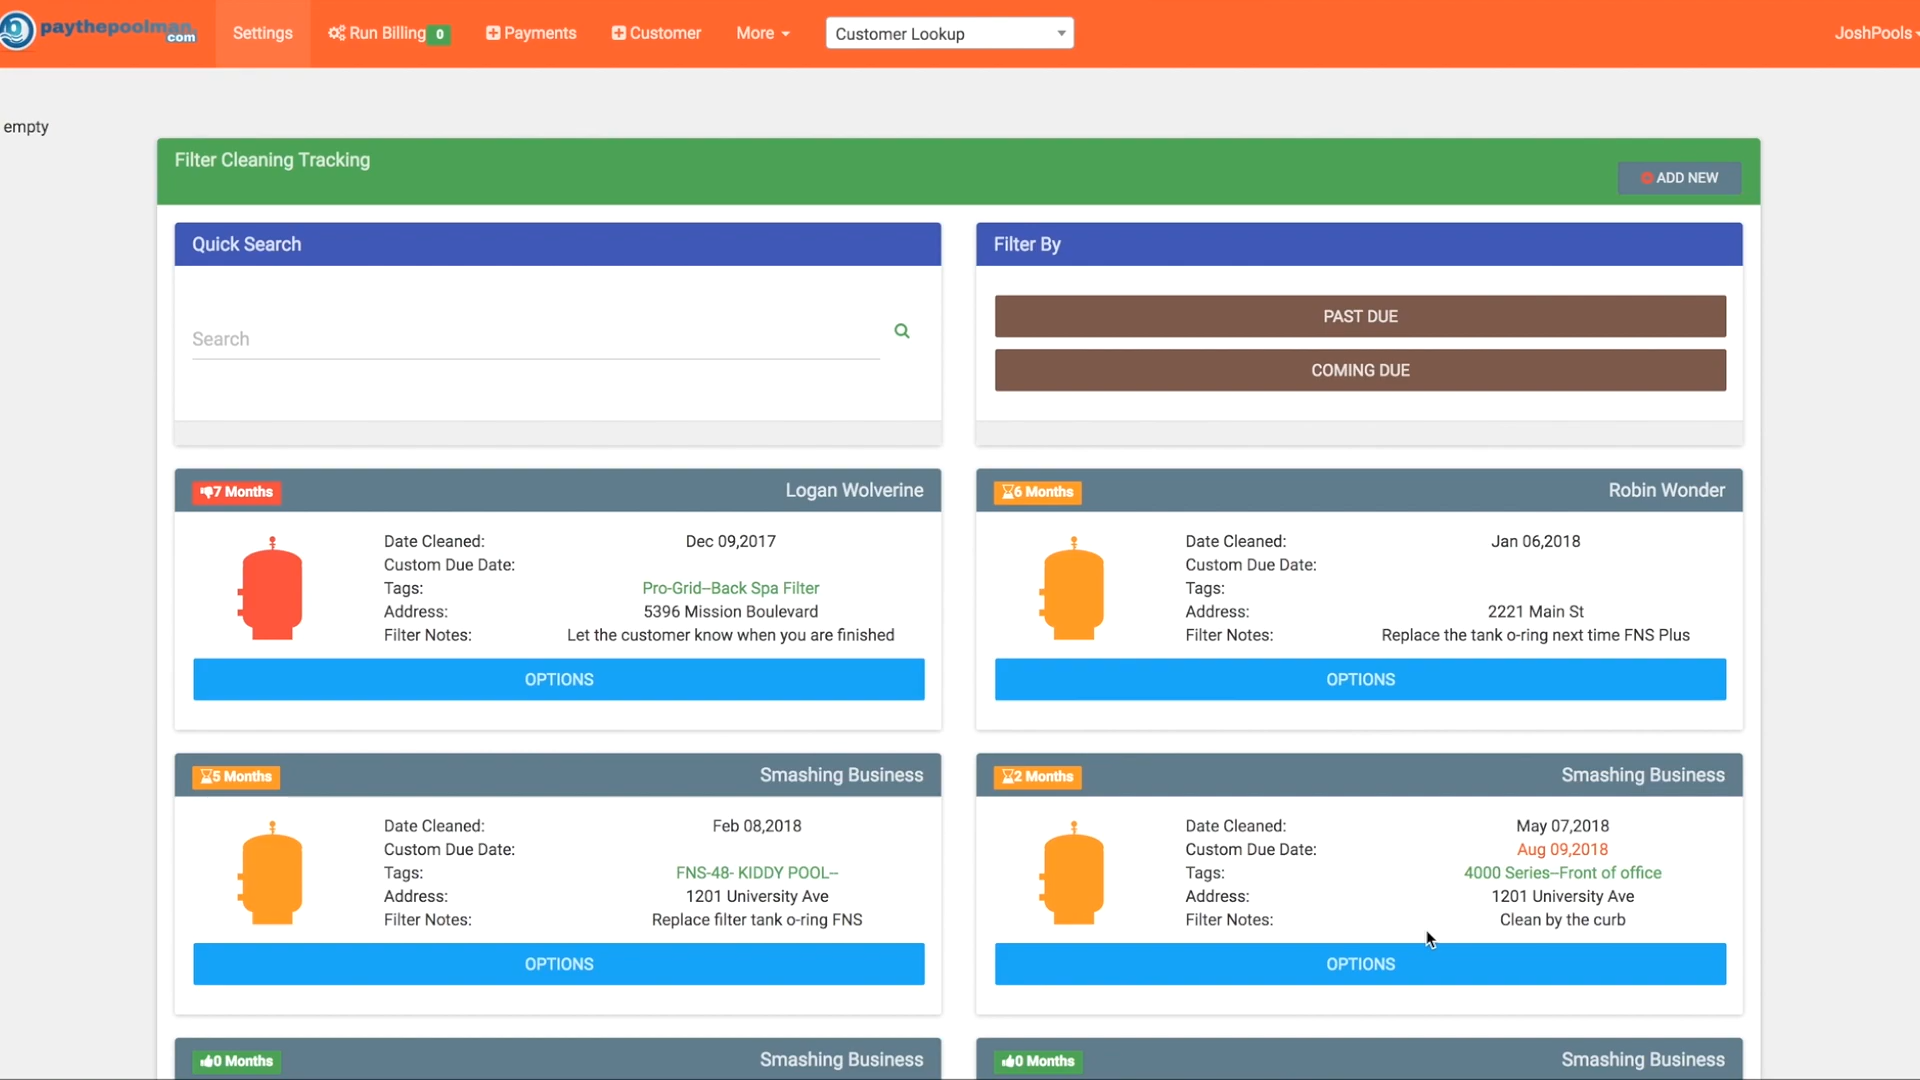 paythepoolman
.com
Settings
Run Billing 0
Payments
Customer
More
Customer Lookup
JoshPools
empty
Filter Cleaning Tracking
ADD NEW
Quick Search
Search
Filter By
PAST DUE
COMING DUE
7 Months
Logan Wolverine
Date Cleaned: Dec 09,2017
Custom Due Date:
Tags: Pro-Grid--Back Spa Filter
Address: 5396 Mission Boulevard
Filter Notes: Let the customer know when you are finished
OPTIONS
6 Months
Robin Wonder
Date Cleaned: Jan 06,2018
Custom Due Date:
Tags:
Address: 2221 Main St
Filter Notes: Replace the tank o-ring next time FNS Plus
OPTIONS
5 Months
Smashing Business
Date Cleaned: Feb 08,2018
Custom Due Date:
Tags: FNS-48- KIDDY POOL--
Address: 1201 University Ave
Filter Notes: Replace filter tank o-ring FNS
OPTIONS
2 Months
Smashing Business
Date Cleaned: May 07,2018
Custom Due Date: Aug 09,2018
Tags: 4000 Series--Front of office
Address: 1201 University Ave
Filter Notes: Clean by the curb
OPTIONS
0 Months
Smashing Business
0 Months
Smashing Business